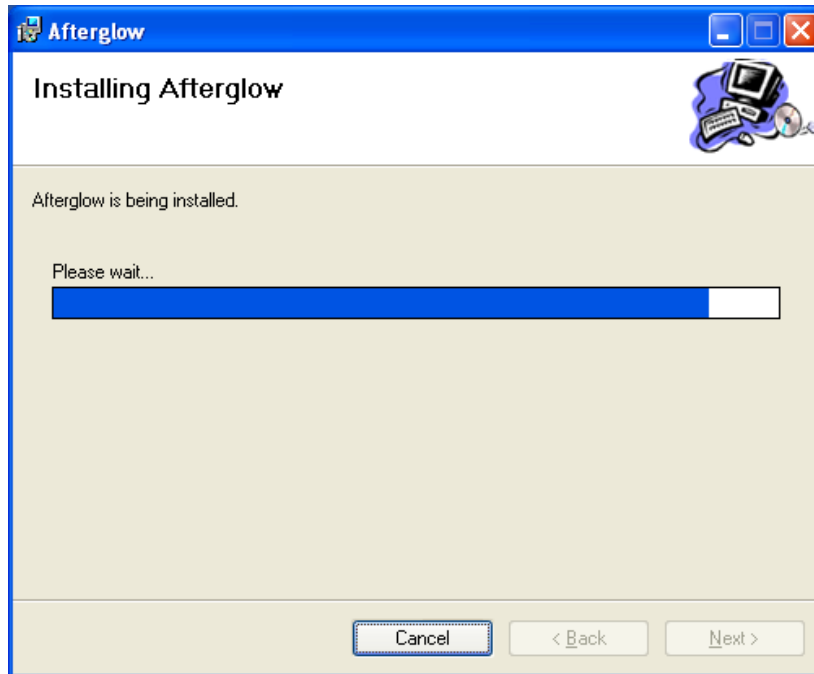 Afterglow
Installing Afterglow
Afterglow is being installed.
Please wait...
Cancel
< Back
Next >